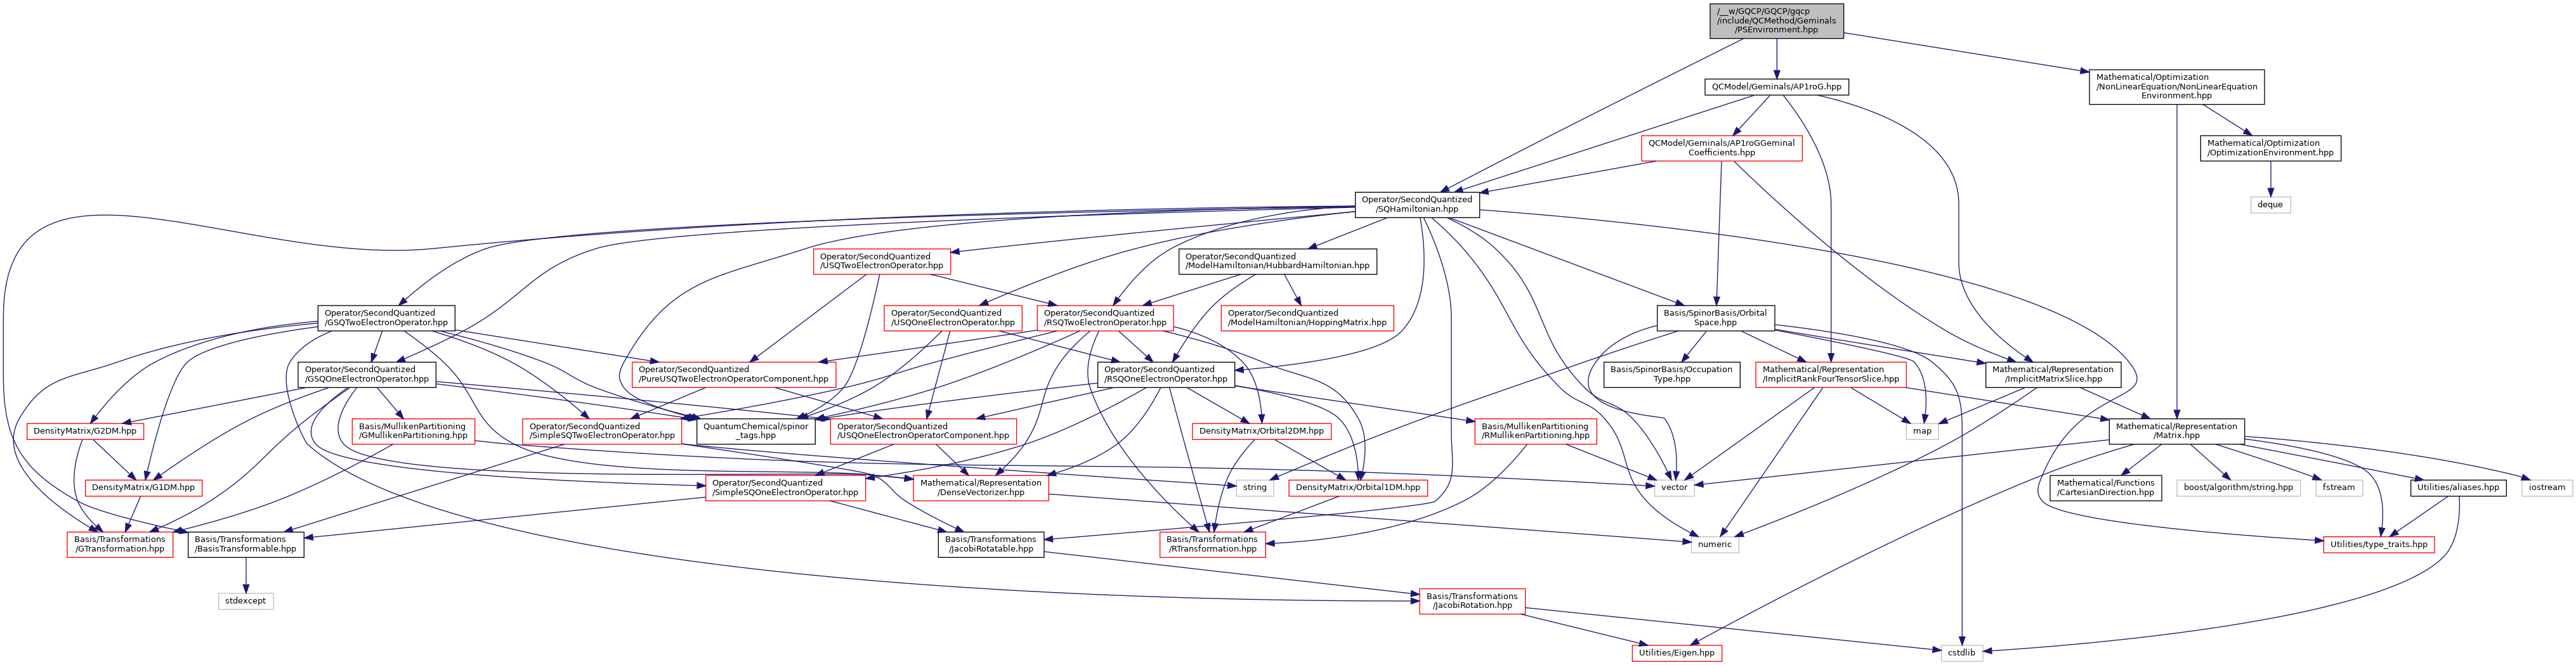 /__w/GQCP/GQCP/gqcp
/include/QCMethod/Geminals
/PSEnvironment.hpp
QCModel/Geminals/AP1roG.hpp
Mathematical/Optimization
/NonLinearEquation/NonLinearEquation
Environment.hpp
QCModel/Geminals/AP1roGGeminal
Coefficients.hpp
Mathematical/Optimization
/OptimizationEnvironment.hpp
Operator/SecondQuantized
/SQHamiltonian.hpp
deque
Operator/SecondQuantized
/USQTwoElectronOperator.hpp
Operator/SecondQuantized
/ModelHamiltonian/HubbardHamiltonian.hpp
Operator/SecondQuantized
/GSQTwoElectronOperator.hpp
Operator/SecondQuantized
/USQOneElectronOperator.hpp
Operator/SecondQuantized
/RSQTwoElectronOperator.hpp
Operator/SecondQuantized
/ModelHamiltonian/HoppingMatrix.hpp
Basis/SpinorBasis/Orbital
Space.hpp
Operator/SecondQuantized
/GSQOneElectronOperator.hpp
Operator/SecondQuantized
/PureUSQTwoElectronOperatorComponent.hpp
Operator/SecondQuantized
/RSQOneElectronOperator.hpp
Basis/SpinorBasis/Occupation
Type.hpp
Mathematical/Representation
/ImplicitRankFourTensorSlice.hpp
Mathematical/Representation
/ImplicitMatrixSlice.hpp
DensityMatrix/G2DM.hpp
Basis/MullikenPartitioning
/GMullikenPartitioning.hpp
Operator/SecondQuantized
/SimpleSQTwoElectronOperator.hpp
QuantumChemical/spinor
_tags.hpp
Operator/SecondQuantized
/USQOneElectronOperatorComponent.hpp
DensityMatrix/Orbital2DM.hpp
Basis/MullikenPartitioning
/RMullikenPartitioning.hpp
map
Mathematical/Representation
/Matrix.hpp
DensityMatrix/G1DM.hpp
Operator/SecondQuantized
/SimpleSQOneElectronOperator.hpp
Mathematical/Representation
/DenseVectorizer.hpp
string
DensityMatrix/Orbital1DM.hpp
vector
Mathematical/Functions
/CartesianDirection.hpp
boost/algorithm/string.hpp
fstream
Utilities/aliases.hpp
iostream
Basis/Transformations
/GTransformation.hpp
Basis/Transformations
/BasisTransformable.hpp
Basis/Transformations
/JacobiRotatable.hpp
Basis/Transformations
/RTransformation.hpp
numeric
Utilities/type_traits.hpp
stdexcept
Basis/Transformations
/JacobiRotation.hpp
Utilities/Eigen.hpp
cstdlib